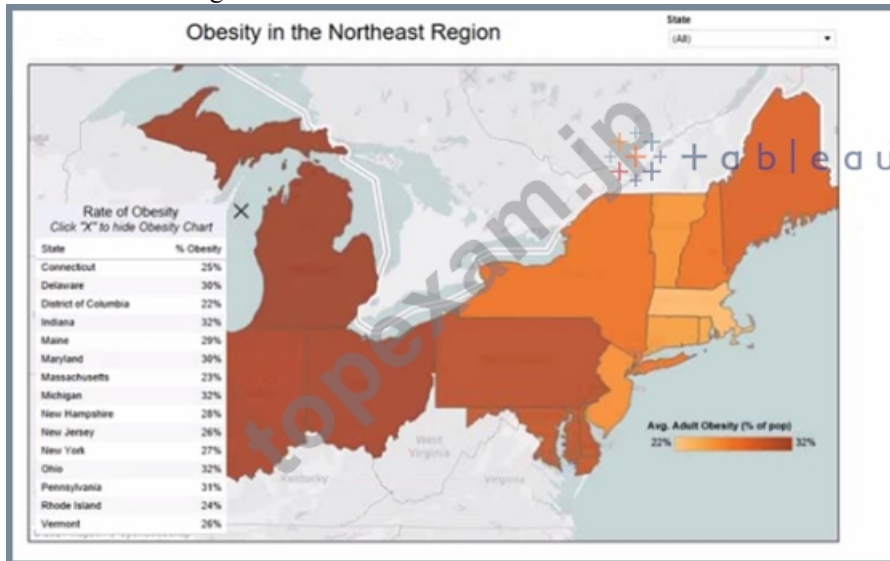 Obesity in the Northeast Region
State
(All)
+ a b | e a u
Rate of Obesity
Click "X" to hide Obesity Chart
State % Obesity
Connecticut 25%
Delaware 30%
District of Columbia 22%
Indiana 32%
Maine 29%
Maryland 30%
Massachusetts 23%
Michigan 32%
New Hampshire 28%
New Jersey 26%
New York 27%
Ohio 32%
Pennsylvania 31%
Rhode Island 24%
Vermont 26%
West
Virginia
Kentucky
Virginia
Avg. Adult Obesity (% of pop)
22% 32%
topexam.jp